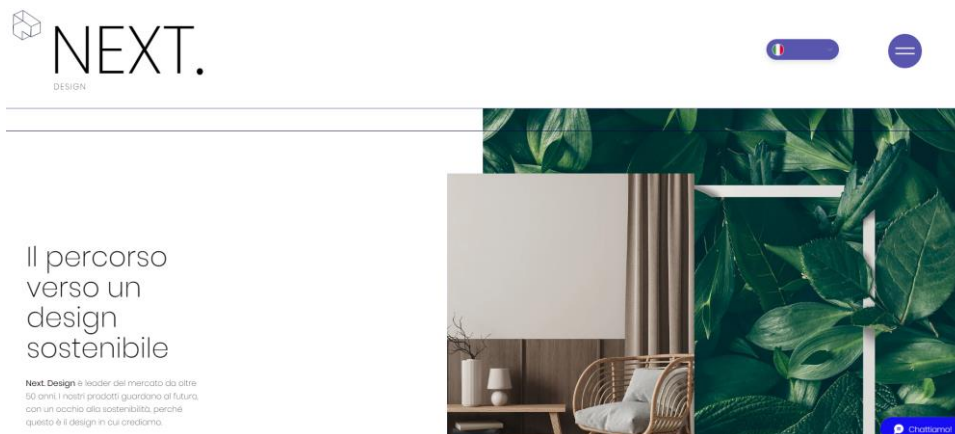 NEXT.
DESIGN
Il percorso
verso un
design
sostenibile
Next. Design è leader del mercato da oltre
50 anni. I nostri prodotti guardano al futuro,
con un occhio alla sostenibilità, perché
questo è il design in cui crediamo.
Chattiamo!